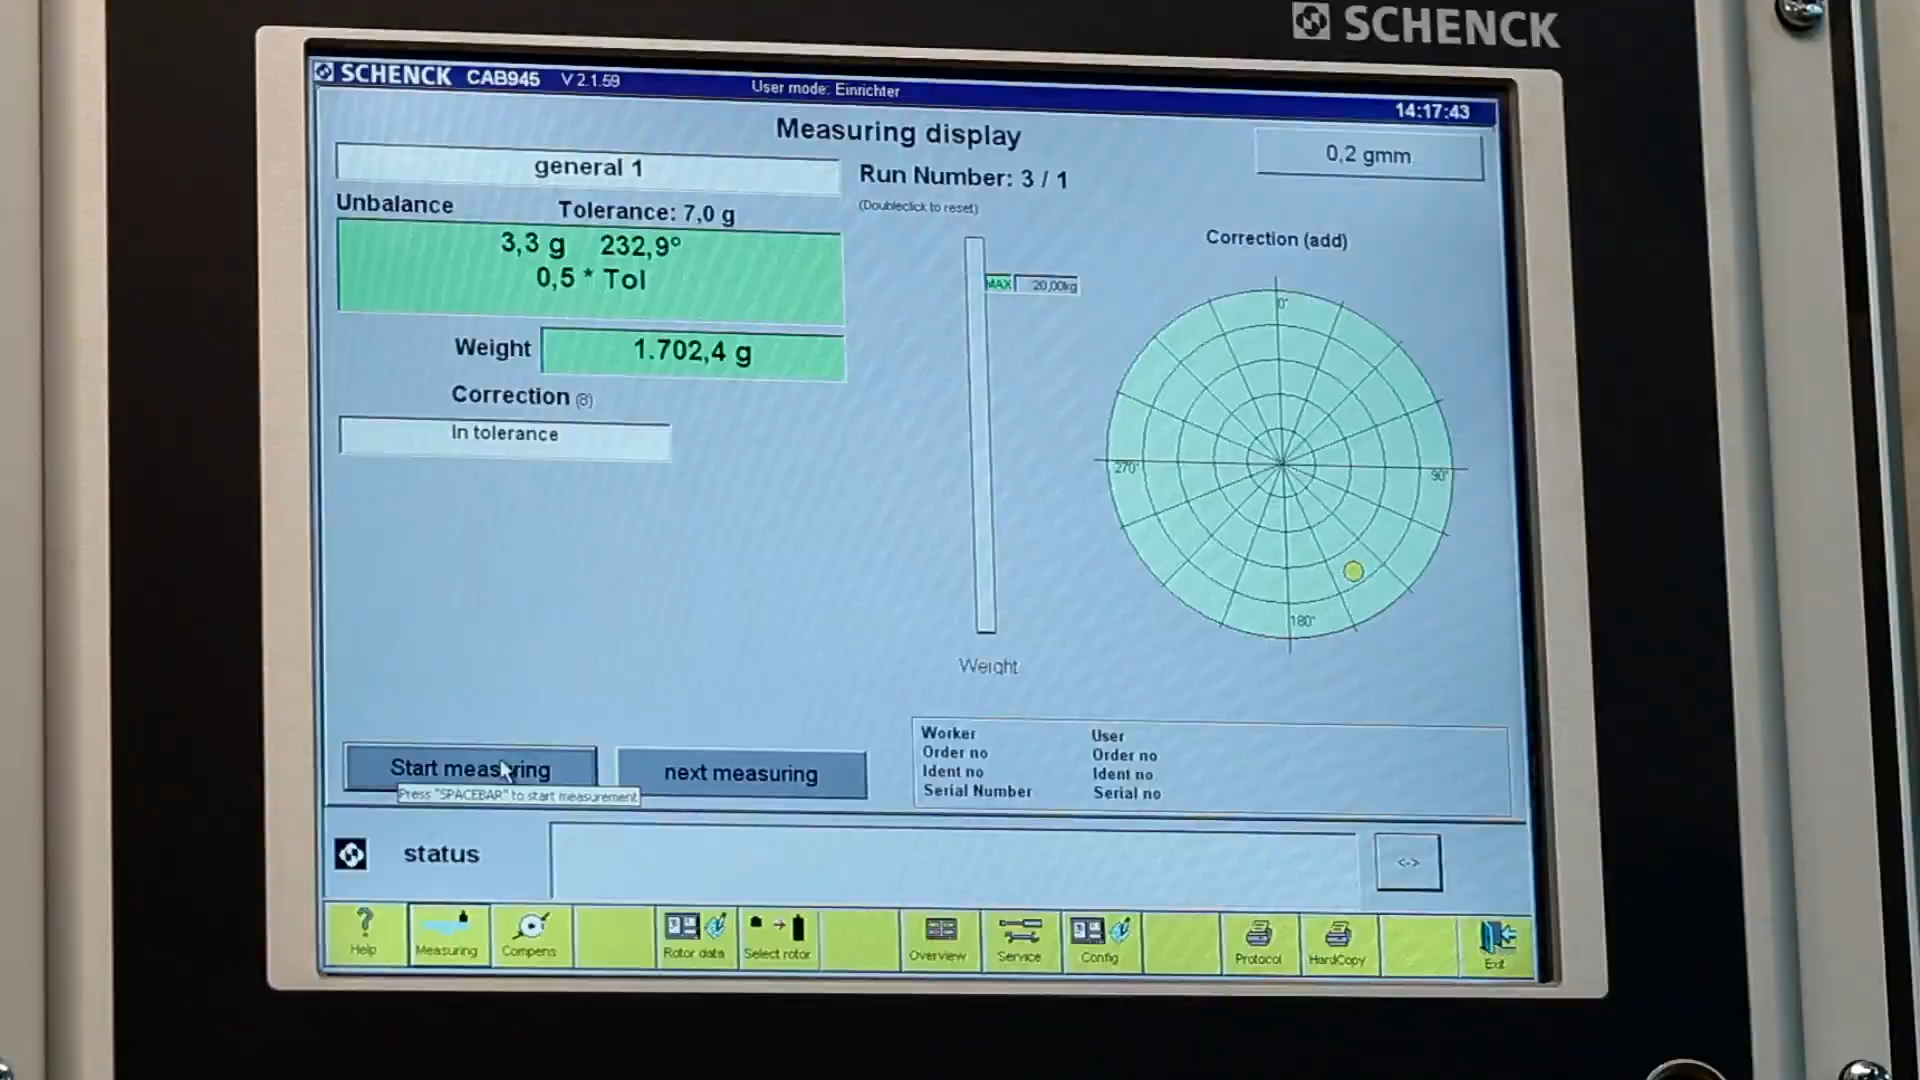 SCHENCK
SCHENCK CAB945 V 2.1.59
User mode: Einrichter
14:17:43
Measuring display
0,2 gmm
general 1
Run Number: 3 / 1
(Doubleclick to reset)
Unbalance
Tolerance: 7,0 g
3,3 g 232,9°
0,5 * Tol
MAX 20,00kg
Correction (add)
0°
90°
180°
270°
Weight 1.702,4 g
Correction (8)
In tolerance
Weight
Start measuring
next measuring
Press "SPACEBAR" to start measurement
Worker User
Order no Order no
Ident no Ident no
Serial Number Serial no
status
<->
Help
Measuring
Compens
Rotor data
Select rotor
Overview
Service
Config
Protocol
HardCopy
Exit